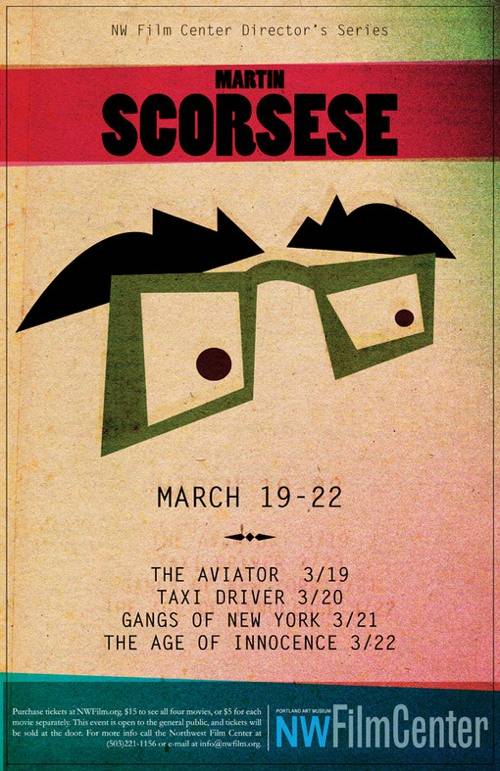 NW Film Center Director's Series
MARTIN
SCORSESE
MARCH 19-22
THE AVIATOR 3/19
TAXI DRIVER 3/20
GANGS OF NEW YORK 3/21
THE AGE OF INNOCENCE 3/22
Purchase tickets at NWFilm.org. $15 to see all four movies, or $5 for each
movie separately. This event is open to the general public, and tickets will
be sold at the door. For more info call the Northwest Film Center at
(503)221-1156 or e-mail at info@nwfilm.org.
PORTLAND ART MUSEUM
NWFilmCenter